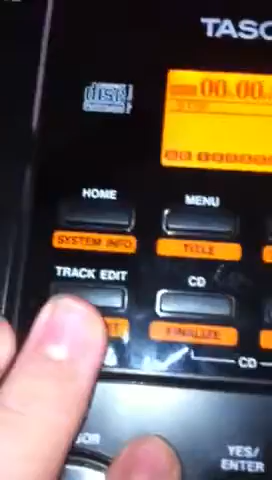 TASC
disc
00.00.
HOME
MENU
SYSTEM INFO
TITLE
TRACK EDIT
CD
FINALIZE
CD
YES/
ENTER